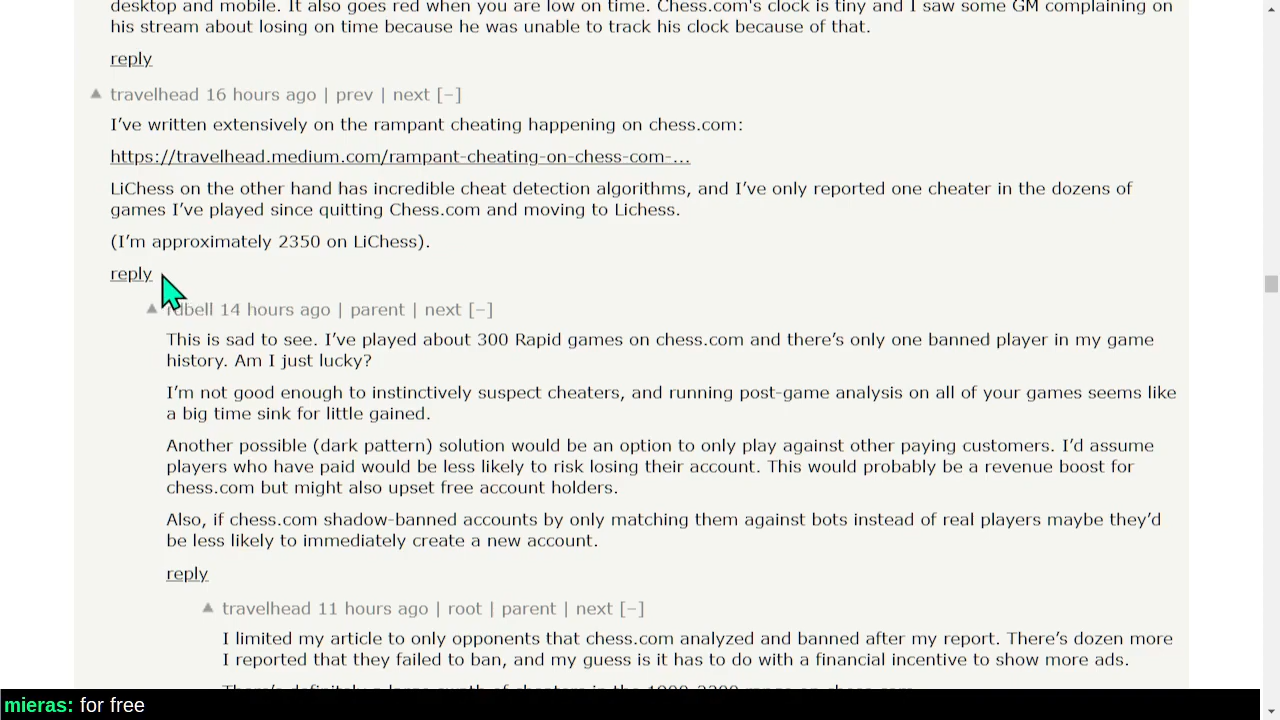 desktop and mobile. It also goes red when you are low on time. Chess.com's clock is tiny and I saw some GM complaining on
his stream about losing on time because he was unable to track his clock because of that.
reply
▲ travelhead 16 hours ago | prev | next [–]
I’ve written extensively on the rampant cheating happening on chess.com:
https://travelhead.medium.com/rampant-cheating-on-chess-com-...
LiChess on the other hand has incredible cheat detection algorithms, and I’ve only reported one cheater in the dozens of
games I’ve played since quitting Chess.com and moving to Lichess.
(I’m approximately 2350 on LiChess).
reply
▲ rdbell 14 hours ago | parent | next [–]
This is sad to see. I’ve played about 300 Rapid games on chess.com and there’s only one banned player in my game
history. Am I just lucky?
I’m not good enough to instinctively suspect cheaters, and running post-game analysis on all of your games seems like
a big time sink for little gained.
Another possible (dark pattern) solution would be an option to only play against other paying customers. I’d assume
players who have paid would be less likely to risk losing their account. This would probably be a revenue boost for
chess.com but might also upset free account holders.
Also, if chess.com shadow-banned accounts by only matching them against bots instead of real players maybe they’d
be less likely to immediately create a new account.
reply
▲ travelhead 11 hours ago | root | parent | next [–]
I limited my article to only opponents that chess.com analyzed and banned after my report. There’s dozen more
I reported that they failed to ban, and my guess is it has to do with a financial incentive to show more ads.
mieras: for free